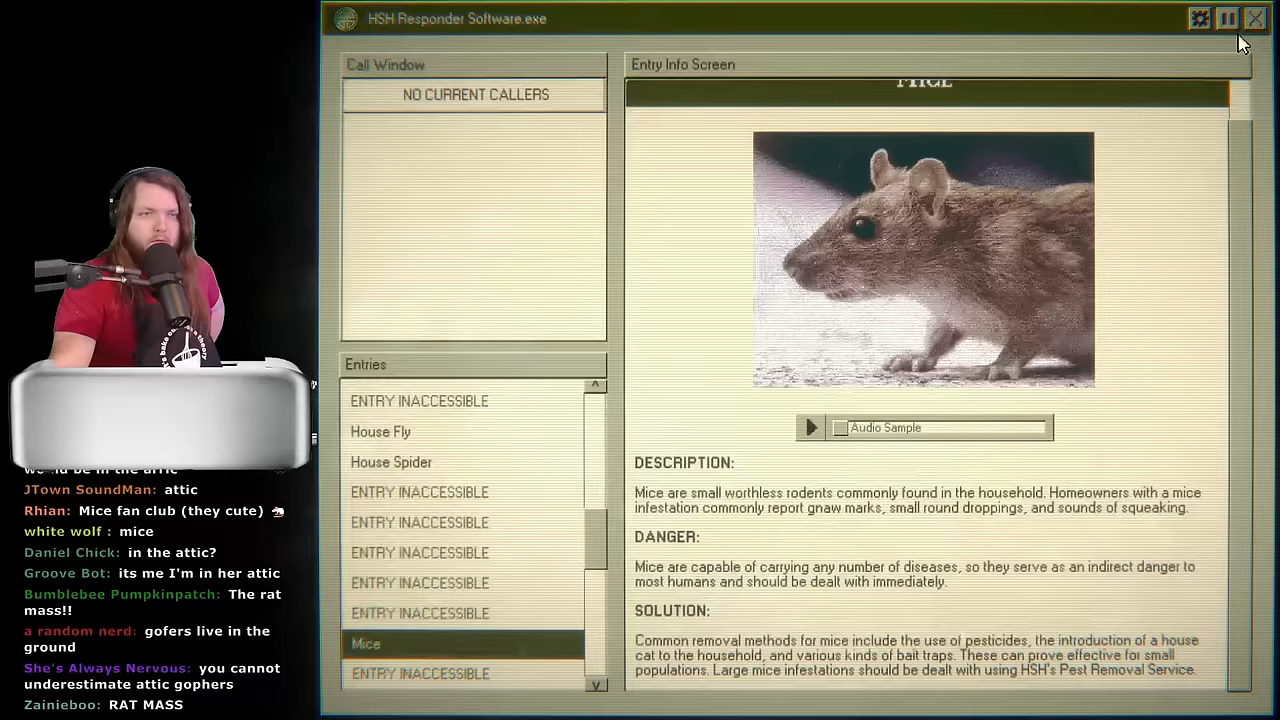 HSH Responder Software.exe
Call Window
NO CURRENT CALLERS
Entries
ENTRY INACCESSIBLE
House Fly
House Spider
ENTRY INACCESSIBLE
ENTRY INACCESSIBLE
ENTRY INACCESSIBLE
ENTRY INACCESSIBLE
ENTRY INACCESSIBLE
Mice
ENTRY INACCESSIBLE
Entry Info Screen
MICE
Audio Sample
DESCRIPTION:
Mice are small worthless rodents commonly found in the household. Homeowners with a mice
infestation commonly report gnaw marks, small round droppings, and sounds of squeaking.
DANGER:
Mice are capable of carrying any number of diseases, so they serve as an indirect danger to
most humans and should be dealt with immediately.
SOLUTION:
Common removal methods for mice include the use of pesticides, the introduction of a house
cat to the household, and various kinds of bait traps. These can prove effective for small
populations. Large mice infestations should be dealt with using HSH's Pest Removal Service.
be in the attic
JTown SoundMan: attic
Rhian: Mice fan club (they cute)
white wolf : mice
Daniel Chick: in the attic?
Groove Bot: its me I'm in her attic
Bumblebee Pumpkinpatch: The rat
mass!!
a random nerd: gofers live in the
ground
She's Always Nervous: you cannot
underestimate attic gophers
Zainieboo: RAT MASS